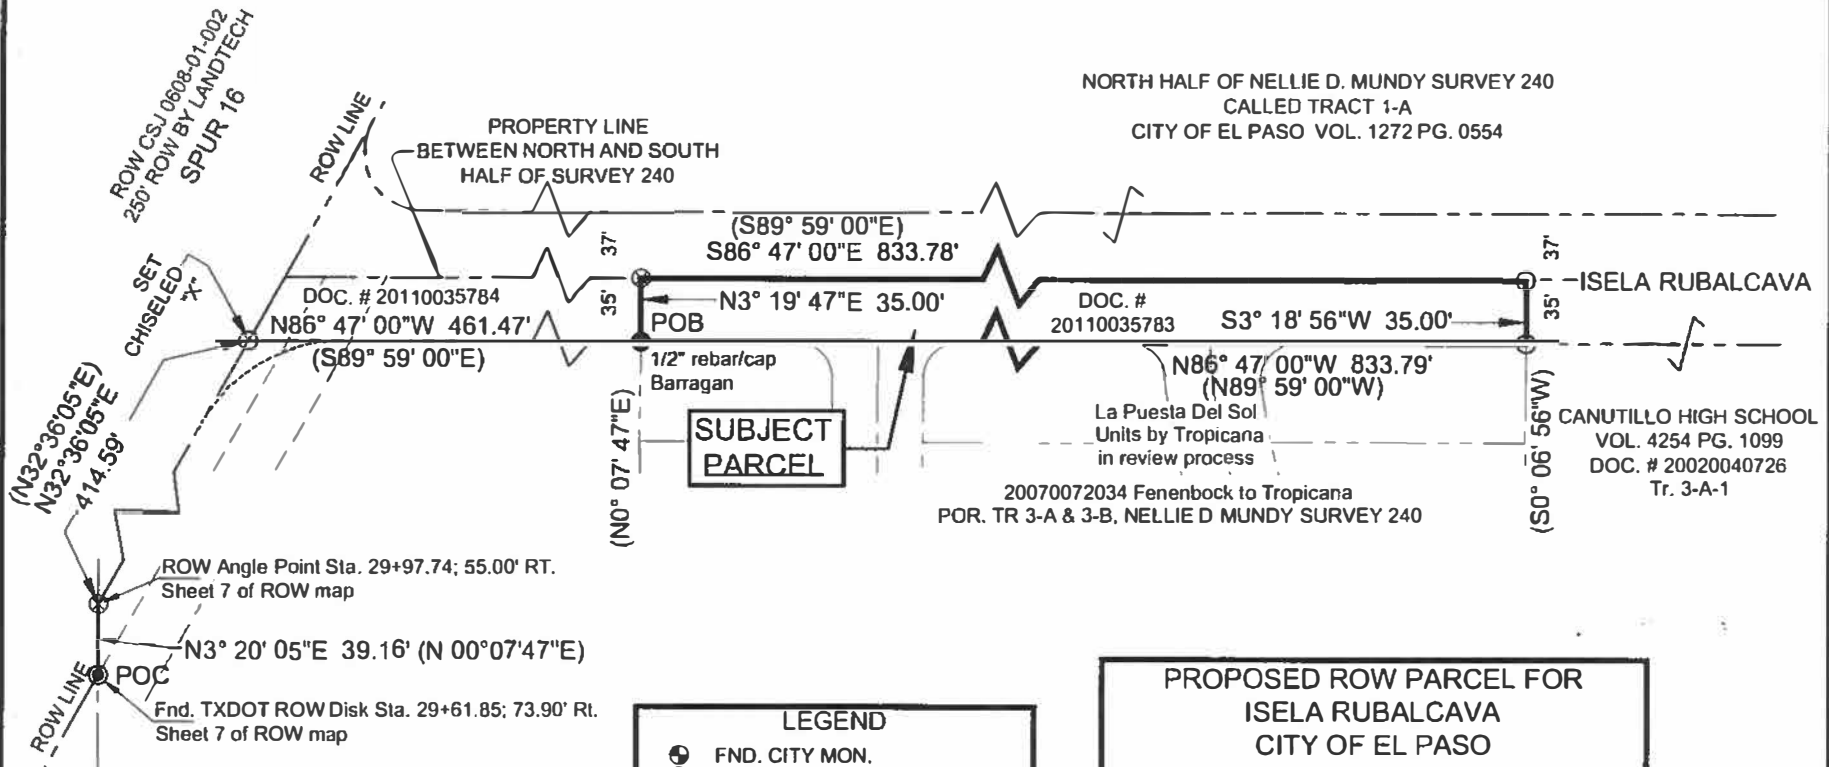 ROW CSJ 0608-01-002
250' ROW BY LANDTECH
SPUR 16
ROW LINE
PROPERTY LINE
BETWEEN NORTH AND SOUTH
HALF OF SURVEY 240
NORTH HALF OF NELLIE D. MUNDY SURVEY 240
CALLED TRACT 1-A
CITY OF EL PASO VOL. 1272 PG. 0554
(S89° 59' 00"E)
S86° 47' 00"E 833.78'
37'
35'
37'
35'
ISELA RUBALCAVA
SET
CHISELED
"X"
DOC. # 20110035784
N86° 47' 00"W 461.47'
(S89° 59' 00"E)
N3° 19' 47"E 35.00'
POB
1/2" rebar/cap
Barragan
DOC. #
20110035783
S3° 18' 56"W 35.00'
N86° 47' 00"W 833.79'
(N89° 59' 00"W)
(N0° 07' 47"E)
SUBJECT
PARCEL
La Puesta Del Sol
Units by Tropicana
in review process
(S0° 06' 56"W)
CANUTILLO HIGH SCHOOL
VOL. 4254 PG. 1099
DOC. # 20020040726
Tr. 3-A-1
20070072034 Fenenbock to Tropicana
POR. TR 3-A & 3-B, NELLIE D MUNDY SURVEY 240
(N32°36'05"E)
N32°36'05"E
414.59'
ROW Angle Point Sta. 29+97.74; 55.00' RT.
Sheet 7 of ROW map
N3° 20' 05"E 39.16' (N 00°07'47"E)
POC
ROW LINE
Fnd. TXDOT ROW Disk Sta. 29+61.85; 73.90' Rt.
Sheet 7 of ROW map
LEGEND
FND. CITY MON.
PROPOSED ROW PARCEL FOR
ISELA RUBALCAVA
CITY OF EL PASO